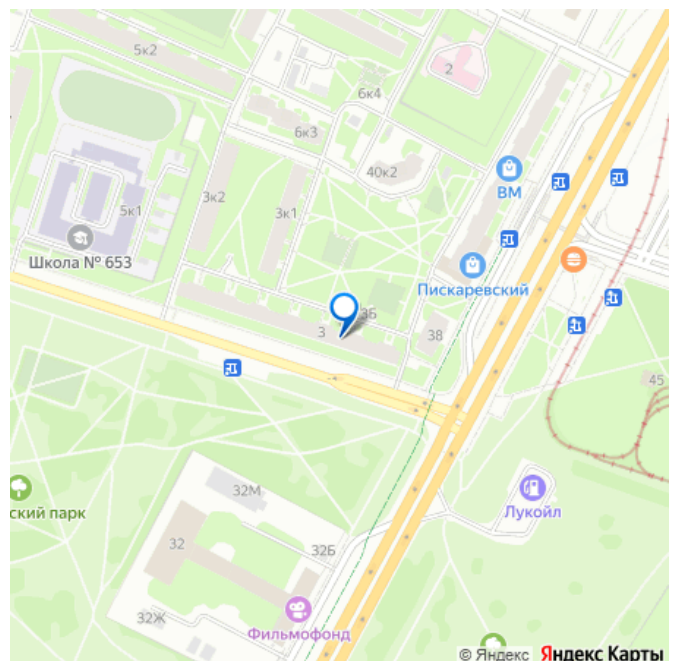 5к2
2
6к4
6к3
40к2
ВМ
3к2
5к1
3к1
Школа № 653
Пискаревский
3Б
3
38
45
ский парк
32М
Лукойл
32
32Б
32Ж
Фильмофонд
© Яндекс Яндекс Карты